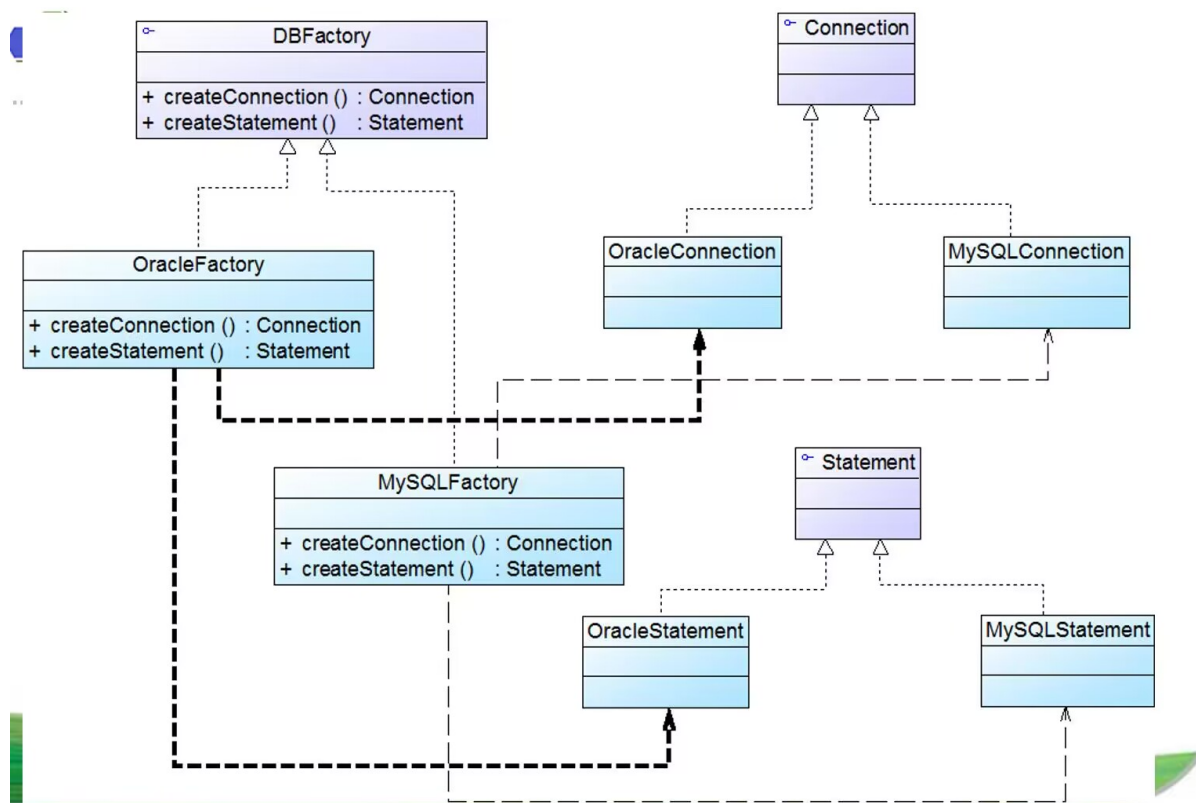 DBFactory
+ createConnection () : Connection
+ createStatement () : Statement
Connection
OracleFactory
+ createConnection () : Connection
+ createStatement () : Statement
OracleConnection
MySQLConnection
MySQLFactory
+ createConnection () : Connection
+ createStatement () : Statement
Statement
OracleStatement
MySQLStatement